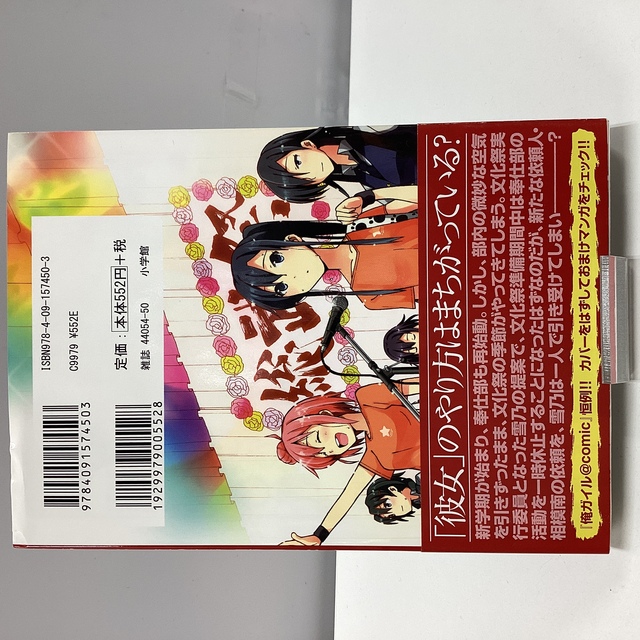 ISBN978-4-09-157450-3
C9979 ¥552E
定価：本体552円＋税
雑誌 44054-50 小学館
9784091574503
1929979005528
総武祭
「彼女」のやり方はまちがっている？
新学期が始まり、奉仕部も再始動。しかし、部内の微妙な空気
を引きずったまま、文化祭の季節がやってきてしまう。文化祭実
行委員となった雪乃の提案で、文化祭準備期間中は奉仕部の
活動を一時休止することになったはずなのだが、新たな依頼人・
相模南の依頼を、雪乃は一人で引き受けてしまい――？
『俺ガイル@comic』恒例!! カバーをはずしておまけマンガをチェック!!